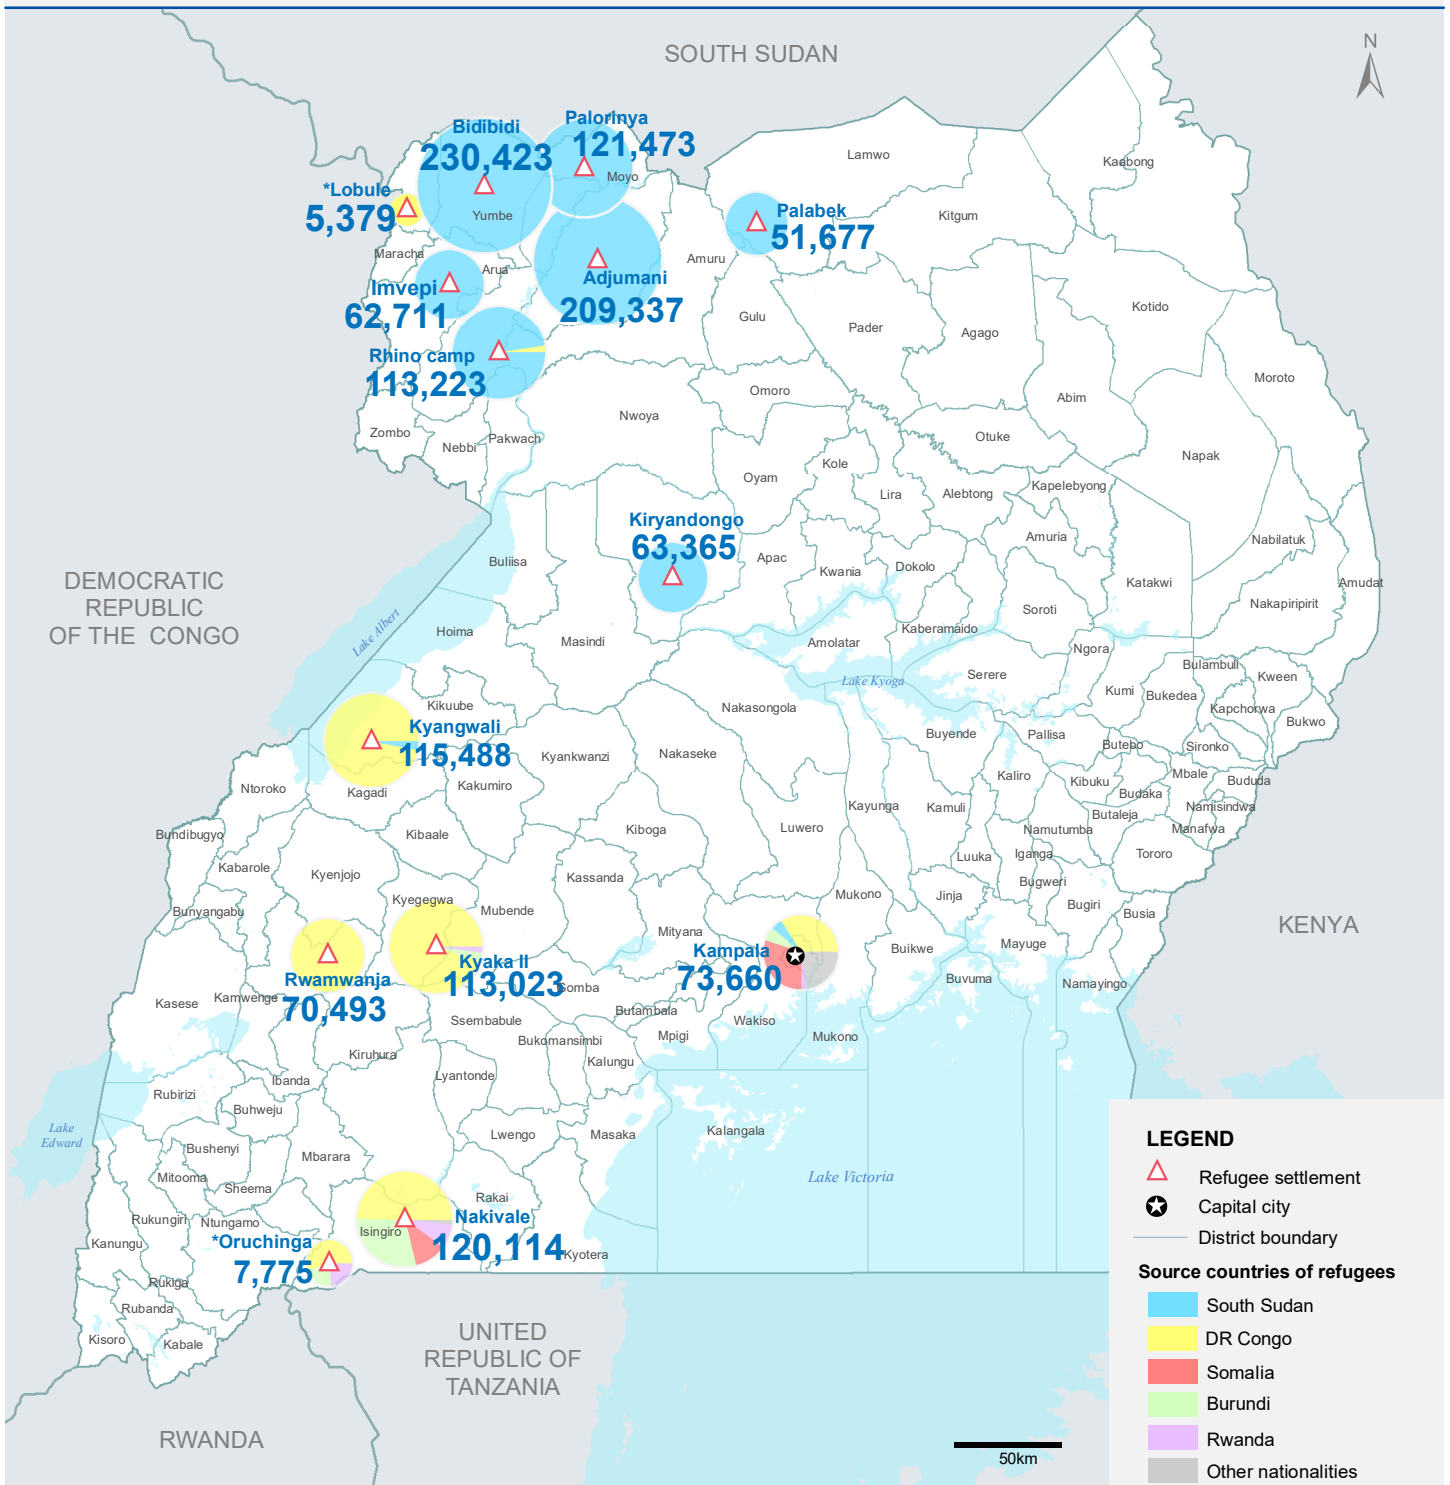 SOUTH SUDAN
N
Bidibidi
230,423
Palorinya
121,473
Moyo
Lamwo
Kaabong
*Lobule
5,379
Yumbe
Palabek
51,677
Kitgum
Maracha
Arua
Amuru
Imvepi
62,711
Adjumani
209,337
Gulu
Pader
Agago
Kotido
Rhino camp
113,223
Omoro
Abim
Moroto
Nwoya
Zombo
Nebbi
Pakwach
Otuke
Napak
Oyam
Kole
Lira
Alebtong
Kapelebyong
Kiryandongo
63,365
Amuria
Nabilatuk
Buliisa
Apac
Kwania
Dokolo
Katakwi
Amudat
DEMOCRATIC
REPUBLIC
OF THE CONGO
Nakapiripirit
Soroti
Lake Albert
Hoima
Masindi
Amolatar
Kaberamaido
Ngora
Bulambuli
Kween
Lake Kyoga
Serere
Kumi
Bukedea
Kapchorwa
Bukwo
Kikuube
Nakasongola
Kyangwali
115,488
Buyende
Pallisa
Butebo
Sironko
Kyankwanzi
Nakaseke
Ntoroko
Kagadi
Kakumiro
Kaliro
Kibuku
Mbale
Bududa
Budaka
Kayunga
Kamuli
Butaleja
Namisindwa
Bundibugyo
Kibaale
Kiboga
Luwero
Namutumba
Manafwa
Kabarole
Kyenjojo
Luuka
Iganga
Tororo
Kassanda
Bugweri
Kyegegwa
Mubende
Mukono
Jinja
Bugiri
Busia
Bunyangabu
Mityana
KENYA
Kampala
73,660
Buikwe
Mayuge
Rwamwanja
70,493
Kyaka II
113,023
Gomba
Buvuma
Namayingo
Kasese
Kamwenge
Butambala
Ssembabule
Wakiso
Mpigi
Mukono
Bukomansimbi
Kiruhura
Kalungu
Lyantonde
Ibanda
Rubirizi
Buhweju
Lake
Edward
Lwengo
Masaka
Kalangala
Bushenyi
Mbarara
Mitooma
Sheema
Lake Victoria
Rakai
Rukungiri
Ntungamo
Isingiro
Nakivale
120,114
Kyotera
Kanungu
*Oruchinga
7,775
Rukiga
Rubanda
Kisoro
Kabale
UNITED
REPUBLIC OF
TANZANIA
RWANDA
50km
LEGEND
Refugee settlement
Capital city
District boundary
Source countries of refugees
South Sudan
DR Congo
Somalia
Burundi
Rwanda
Other nationalities